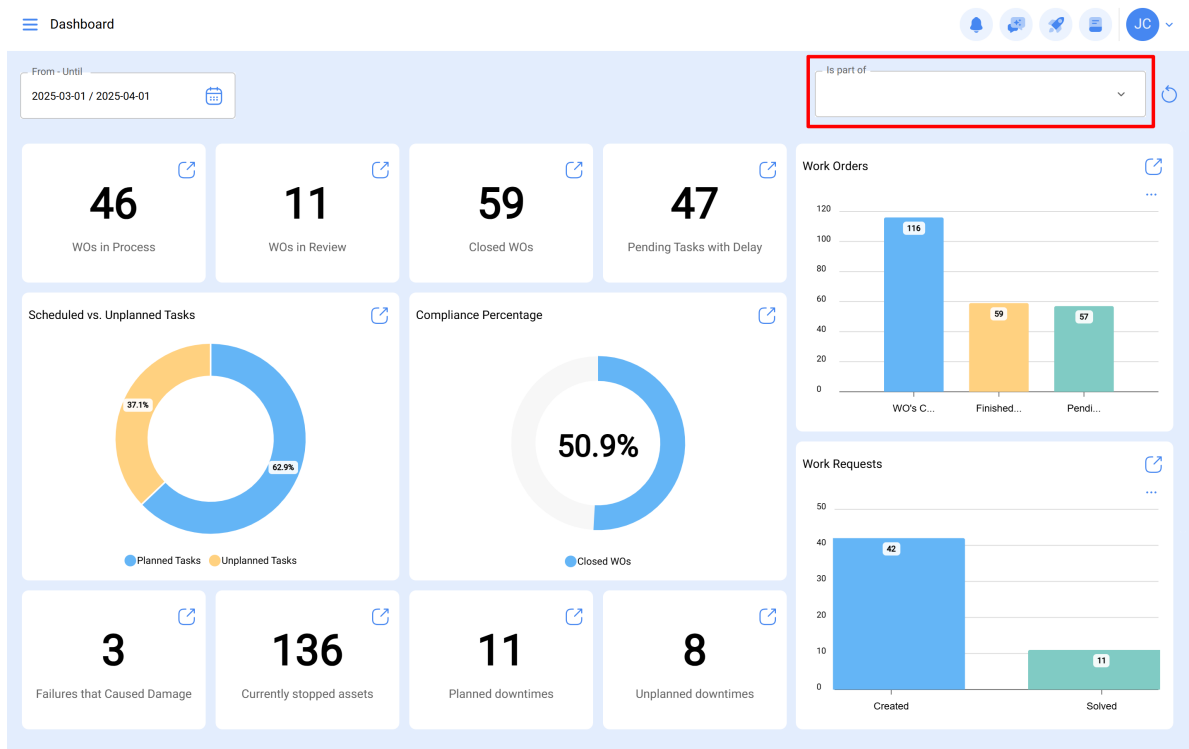 Dashboard
JC
From - Until
2025-03-01 / 2025-04-01
Is part of
46
WOs in Process
11
WOs in Review
59
Closed WOs
47
Pending Tasks with Delay
Work Orders
...
120
100
80
60
40
20
0
116
59
57
WO's C...
Finished...
Pendi...
Scheduled vs. Unplanned Tasks
37.1%
62.9%
Planned Tasks
Unplanned Tasks
Compliance Percentage
50.9%
Closed WOs
Work Requests
...
50
40
30
20
10
0
42
11
Created
Solved
3
Failures that Caused Damage
136
Currently stopped assets
11
Planned downtimes
8
Unplanned downtimes